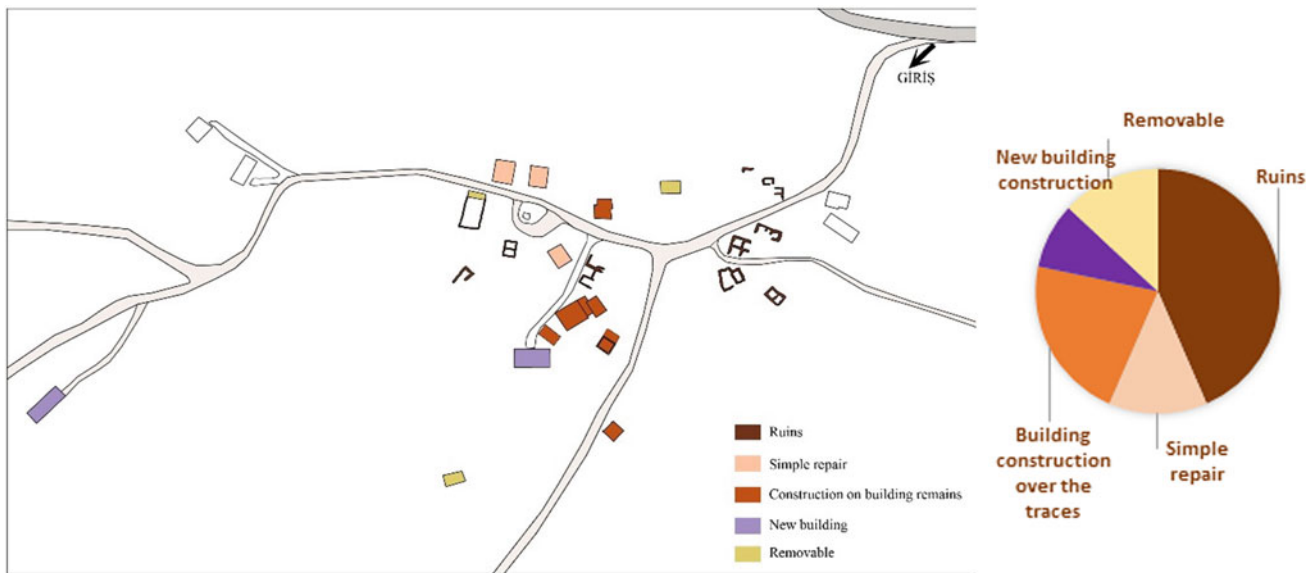 GİRİŞ
Ruins
Simple repair
Construction on building remains
New building
Removable
Removable
New building
construction
Ruins
Building
construction
over the
traces
Simple
repair